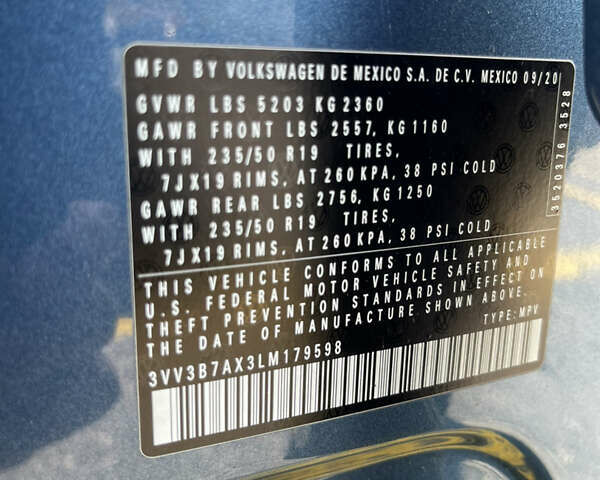 MFD BY VOLKSWAGEN DE MEXICO S.A. DE C.V. MEXICO 09/20
GVWR LBS 5203 KG 2360
GAWR FRONT LBS 2557, KG 1160
WITH 235/50 R19 TIRES,
7JX19 RIMS, AT 260 KPA, 38 PSI COLD
GAWR REAR LBS 2756, KG 1250
WITH 235/50 R19 TIRES,
7JX19 RIMS, AT 260 KPA, 38 PSI COLD
3520376 3528
THIS VEHICLE CONFORMS TO ALL APPLICABLE
U.S. FEDERAL MOTOR VEHICLE SAFETY AND
THEFT PREVENTION STANDARDS IN EFFECT ON
THE DATE OF MANUFACTURE SHOWN ABOVE.
3VV3B7AX3LM179598 TYPE: MPV